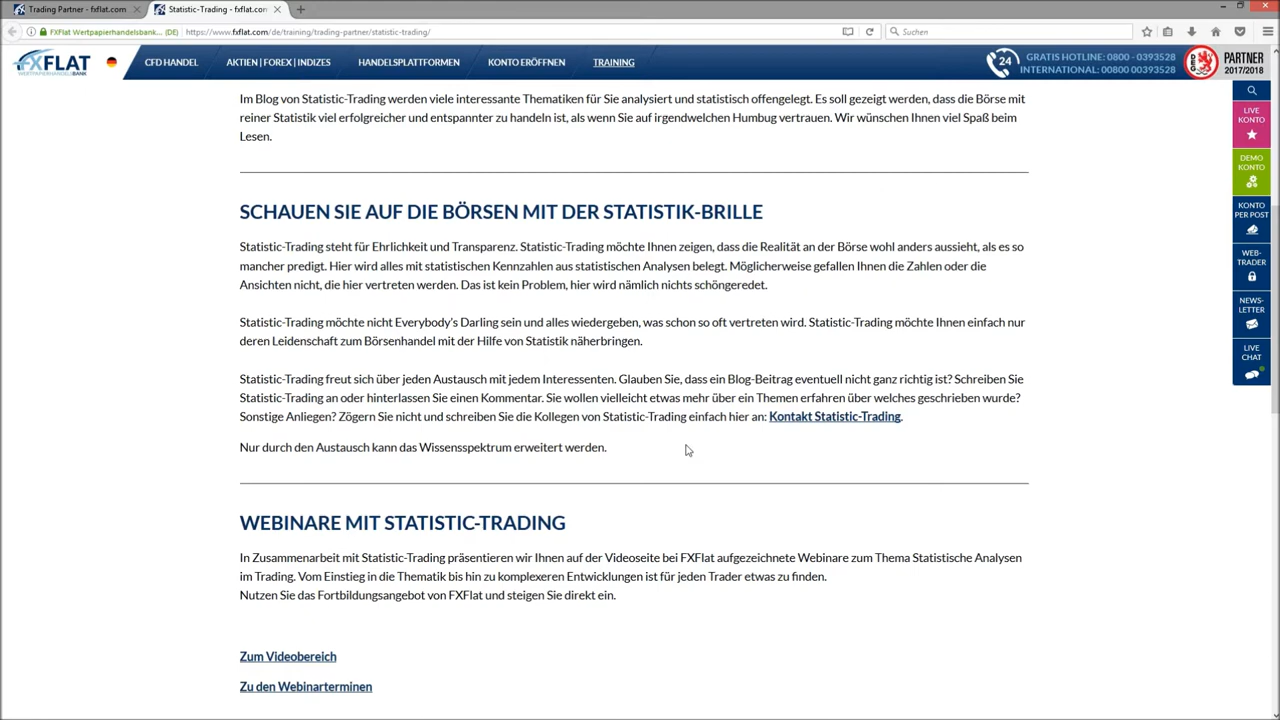 Trading Partner - fxflat.com
Statistic-Trading - fxflat.com
FXFlat Wertpapierhandelsbank... (DE)
https://www.fxflat.com/de/training/trading-partner/statistic-trading/
Suchen
FXFLAT
WERTPAPIERHANDELSBANK
CFD HANDEL
AKTIEN | FOREX | INDIZES
HANDELSPLATTFORMEN
KONTO ERÖFFNEN
TRAINING
24
GRATIS HOTLINE: 0800 - 0393528
INTERNATIONAL: 00800 00393528
DEG
PARTNER
2017/2018
Im Blog von Statistic-Trading werden viele interessante Thematiken für Sie analysiert und statistisch offengelegt. Es soll gezeigt werden, dass die Börse mit
reiner Statistik viel erfolgreicher und entspannter zu handeln ist, als wenn Sie auf irgendwelchen Humbug vertrauen. Wir wünschen Ihnen viel Spaß beim
Lesen.
SCHAUEN SIE AUF DIE BÖRSEN MIT DER STATISTIK-BRILLE
Statistic-Trading steht für Ehrlichkeit und Transparenz. Statistic-Trading möchte Ihnen zeigen, dass die Realität an der Börse wohl anders aussieht, als es so
mancher predigt. Hier wird alles mit statistischen Kennzahlen aus statistischen Analysen belegt. Möglicherweise gefallen Ihnen die Zahlen oder die
Ansichten nicht, die hier vertreten werden. Das ist kein Problem, hier wird nämlich nichts schöngeredet.
Statistic-Trading möchte nicht Everybody's Darling sein und alles wiedergeben, was schon so oft vertreten wird. Statistic-Trading möchte Ihnen einfach nur
deren Leidenschaft zum Börsenhandel mit der Hilfe von Statistik näherbringen.
Statistic-Trading freut sich über jeden Austausch mit jedem Interessenten. Glauben Sie, dass ein Blog-Beitrag eventuell nicht ganz richtig ist? Schreiben Sie
Statistic-Trading an oder hinterlassen Sie einen Kommentar. Sie wollen vielleicht etwas mehr über ein Themen erfahren über welches geschrieben wurde?
Sonstige Anliegen? Zögern Sie nicht und schreiben Sie die Kollegen von Statistic-Trading einfach hier an: Kontakt Statistic-Trading.
Nur durch den Austausch kann das Wissensspektrum erweitert werden.
WEBINARE MIT STATISTIC-TRADING
In Zusammenarbeit mit Statistic-Trading präsentieren wir Ihnen auf der Videoseite bei FXFlat aufgezeichnete Webinare zum Thema Statistische Analysen
im Trading. Vom Einstieg in die Thematik bis hin zu komplexeren Entwicklungen ist für jeden Trader etwas zu finden.
Nutzen Sie das Fortbildungsangebot von FXFlat und steigen Sie direkt ein.
Zum Videobereich
Zu den Webinarterminen
LIVE
KONTO
DEMO
KONTO
KONTO
PER POST
WEB-
TRADER
NEWS-
LETTER
LIVE
CHAT